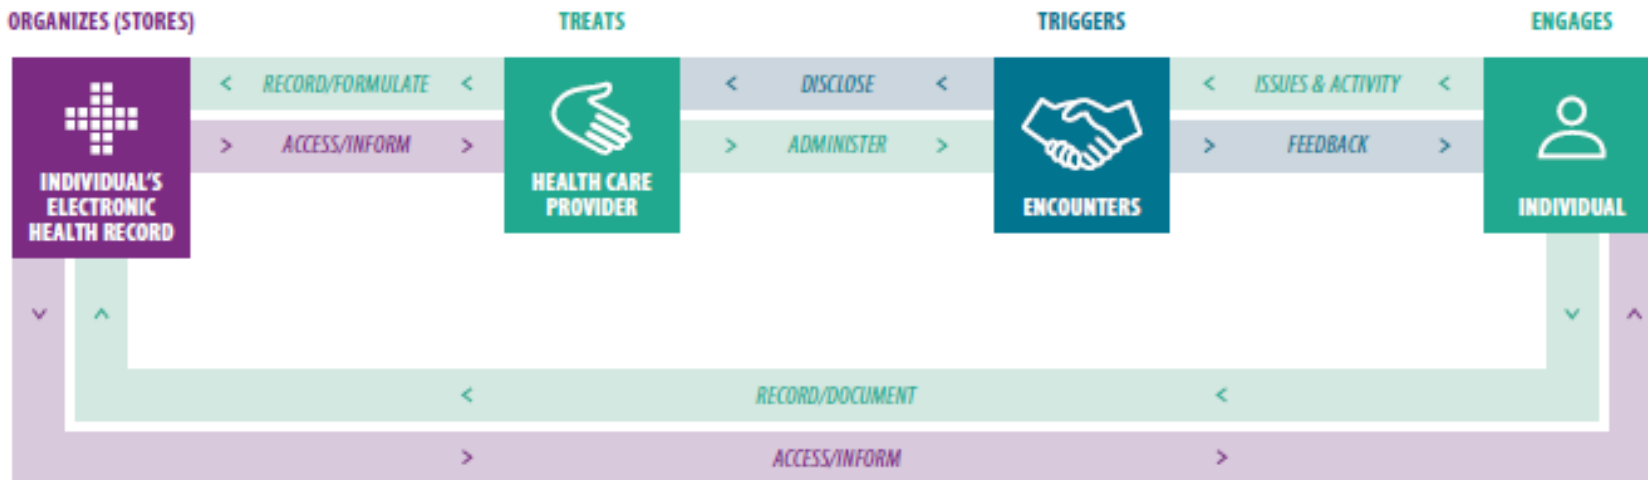 ORGANIZES (STORES)
TREATS
TRIGGERS
ENGAGES
< RECORD/FORMULATE <
< DISCLOSE <
< ISSUES & ACTIVITY <
> ACCESS/INFORM >
> ADMINISTER >
> FEEDBACK >
INDIVIDUAL'S
ELECTRONIC
HEALTH RECORD
HEALTH CARE
PROVIDER
ENCOUNTERS
INDIVIDUAL
< RECORD/DOCUMENT <
> ACCESS/INFORM >